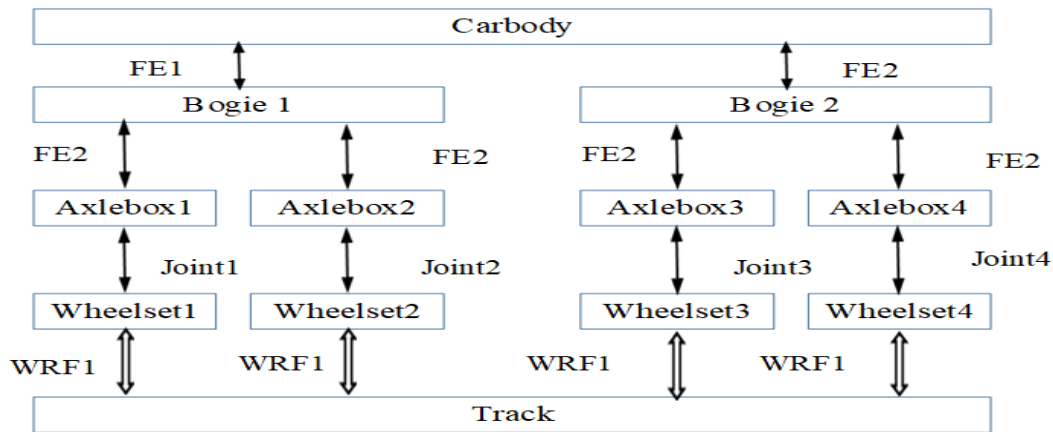 Carbody
FE1
FE2
Bogie 1
Bogie 2
FE2
FE2
FE2
FE2
Axlebox1
Axlebox2
Axlebox3
Axlebox4
Joint1
Joint2
Joint3
Joint4
Wheelset1
Wheelset2
Wheelset3
Wheelset4
WRF1
WRF1
WRF1
WRF1
Track